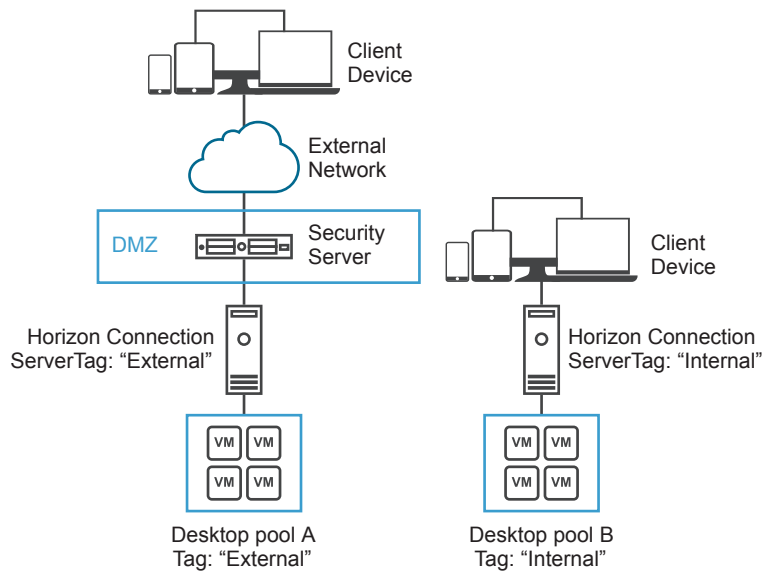 Client
Device
External
Network
DMZ
Security
Server
Horizon Connection
ServerTag: “External”
VM VM
VM VM
Desktop pool A
Tag: “External”
Client
Device
Horizon Connection
ServerTag: “Internal”
VM VM
VM VM
Desktop pool B
Tag: “Internal”